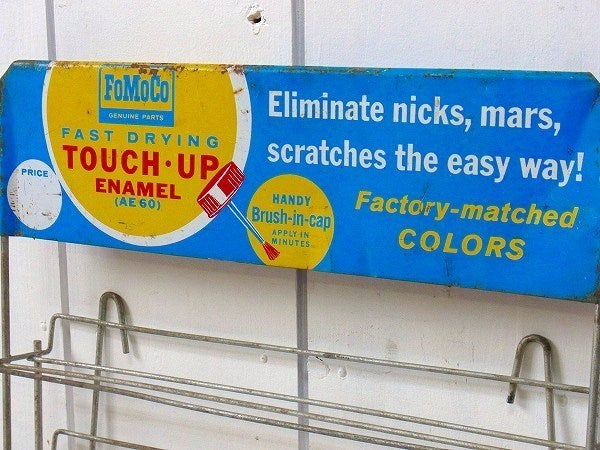 FoMoCo
GENUINE PARTS
FAST DRYING
TOUCH·UP
ENAMEL
(AE 60)
PRICE
HANDY
Brush-in-cap
APPLY IN
MINUTES
Eliminate nicks, mars,
scratches the easy way!
Factory-matched
COLORS